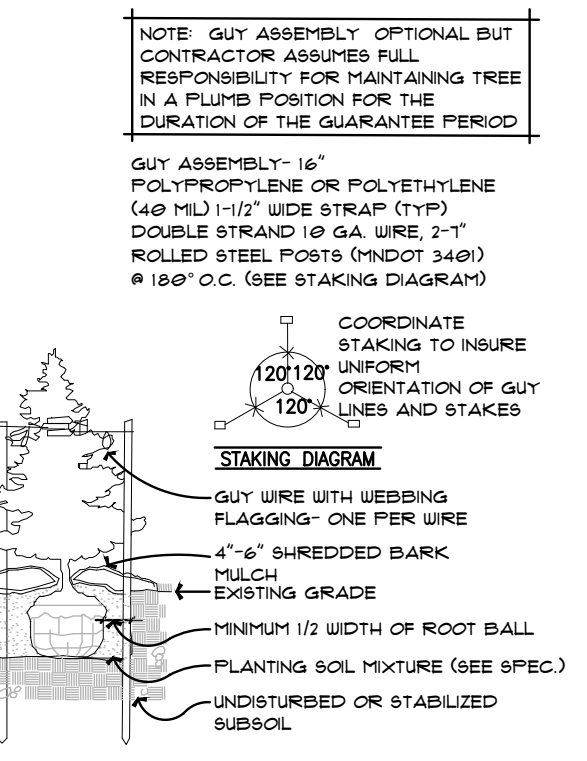 NOTE: GUY ASSEMBLY OPTIONAL BUT
CONTRACTOR ASSUMES FULL
RESPONSIBILITY FOR MAINTAINING TREE
IN A PLUMB POSITION FOR THE
DURATION OF THE GUARANTEE PERIOD
GUY ASSEMBLY- 16"
POLYPROPYLENE OR POLYETHYLENE
(40 MIL) 1-1/2" WIDE STRAP (TYP)
DOUBLE STRAND 10 GA. WIRE, 2-7"
ROLLED STEEL POSTS (MNDOT 3401)
@ 180° O.C. (SEE STAKING DIAGRAM)
COORDINATE
STAKING TO INSURE
UNIFORM
ORIENTATION OF GUY
LINES AND STAKES
120° 120°
120°
STAKING DIAGRAM
GUY WIRE WITH WEBBING
FLAGGING- ONE PER WIRE
4"-6" SHREDDED BARK
MULCH
EXISTING GRADE
MINIMUM 1/2 WIDTH OF ROOT BALL
PLANTING SOIL MIXTURE (SEE SPEC.)
UNDISTURBED OR STABILIZED
SUBSOIL